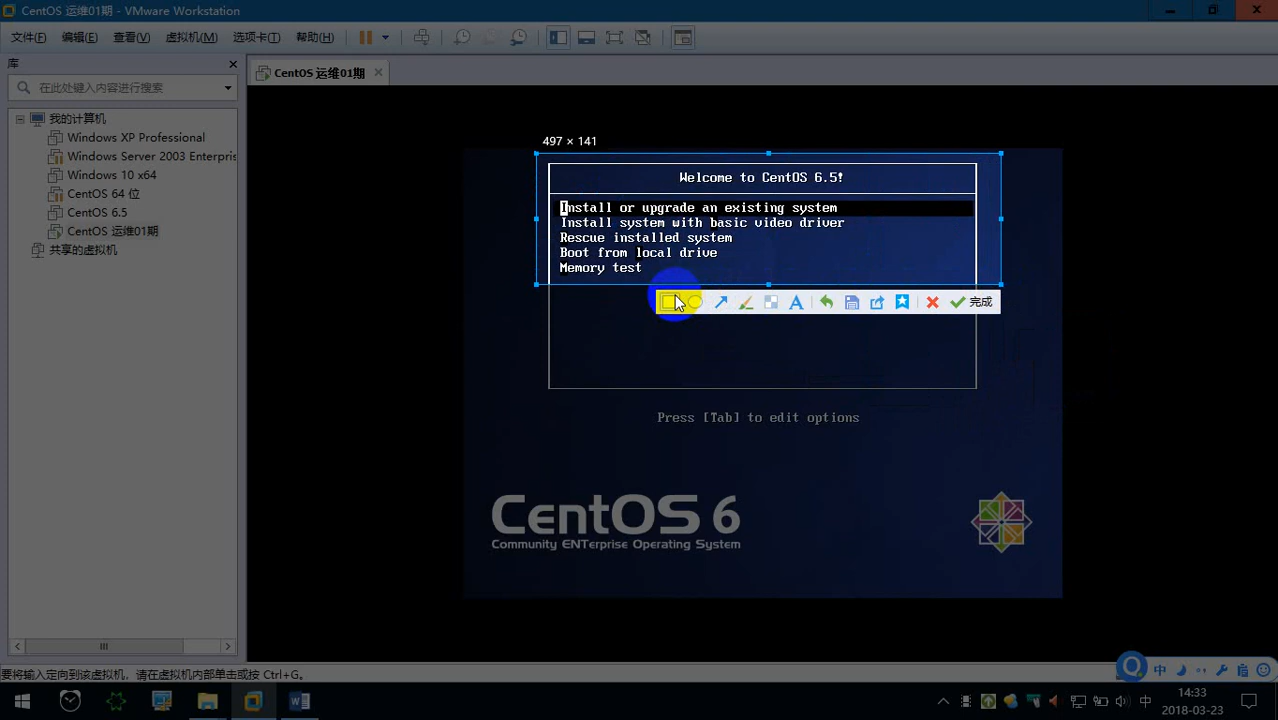 CentOS 运维01期 - VMware Workstation
文件(F) 编辑(E) 查看(V) 虚拟机(M) 选项卡(T) 帮助(H)
库
在此处键入内容进行搜索
我的计算机
Windows XP Professional
Windows Server 2003 Enterpris
Windows 10 x64
CentOS 64 位
CentOS 6.5
CentOS 运维01期
共享的虚拟机
CentOS 运维01期
497 × 141
Welcome to CentOS 6.5!
Install or upgrade an existing system
Install system with basic video driver
Rescue installed system
Boot from local drive
Memory test
完成
Press [Tab] to edit options
CentOS 6
Community ENTerprise Operating System
要将输入定向到该虚拟机，请在虚拟机内部单击或按 Ctrl+G。
中
中
14:33
2018-03-23